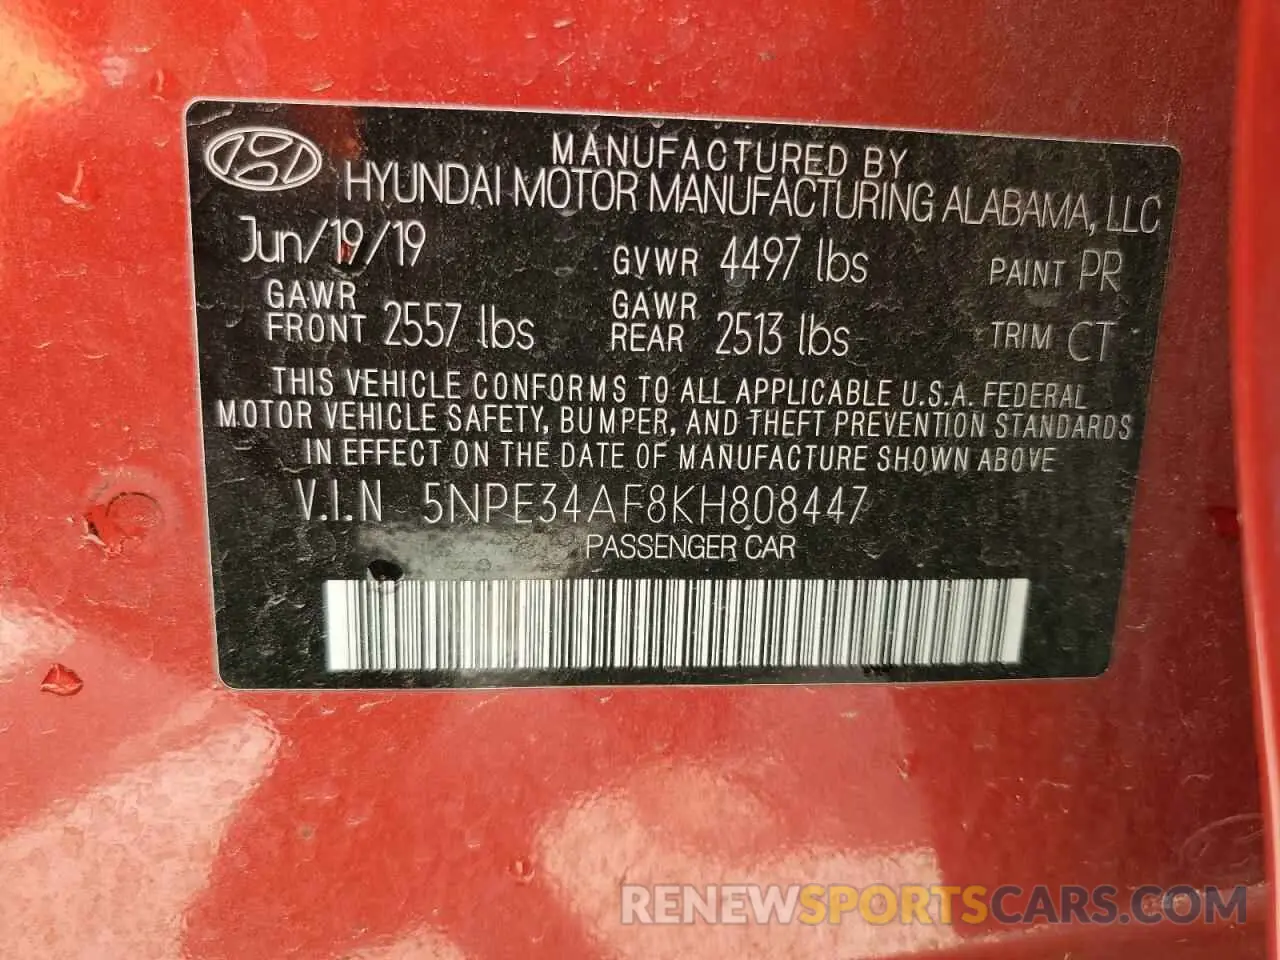 MANUFACTURED BY
HYUNDAI MOTOR MANUFACTURING ALABAMA, LLC
Jun/19/19 GVWR 4497 lbs PAINT PR
GAWR FRONT 2557 lbs GAWR REAR 2513 lbs TRIM CT
THIS VEHICLE CONFORMS TO ALL APPLICABLE U.S.A. FEDERAL
MOTOR VEHICLE SAFETY, BUMPER, AND THEFT PREVENTION STANDARDS
IN EFFECT ON THE DATE OF MANUFACTURE SHOWN ABOVE
V.I.N 5NPE34AF8KH808447
PASSENGER CAR
RENEWSPORTSCARS.COM